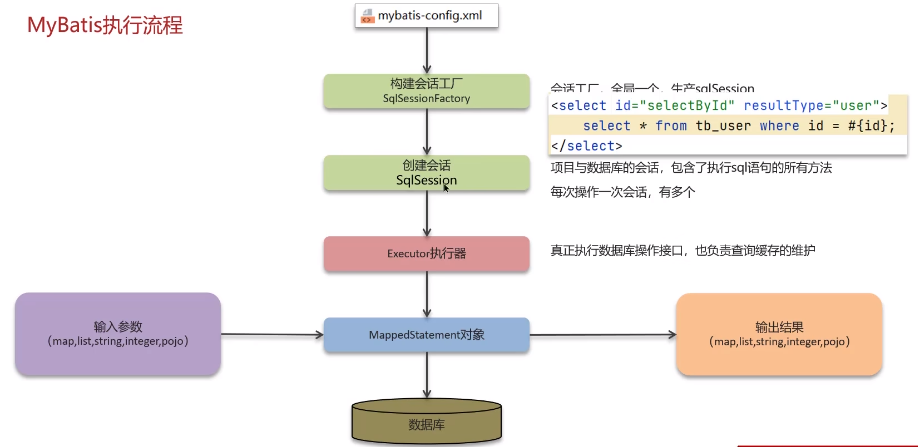 MyBatis执行流程
mybatis-config.xml
构建会话工厂
SqlSessionFactory
会话工厂，全局一个，生产sqlSession
<select id="selectById" resultType="user">
select * from tb_user where id = #{id};
</select>
创建会话
SqlSession
项目与数据库的会话，包含了执行sql语句的所有方法
每次操作一次会话，有多个
Executor执行器
真正执行数据库操作接口，也负责查询缓存的维护
输入参数
（map,list,string,integer,pojo）
MappedStatement对象
输出结果
（map,list,string,integer,pojo）
数据库